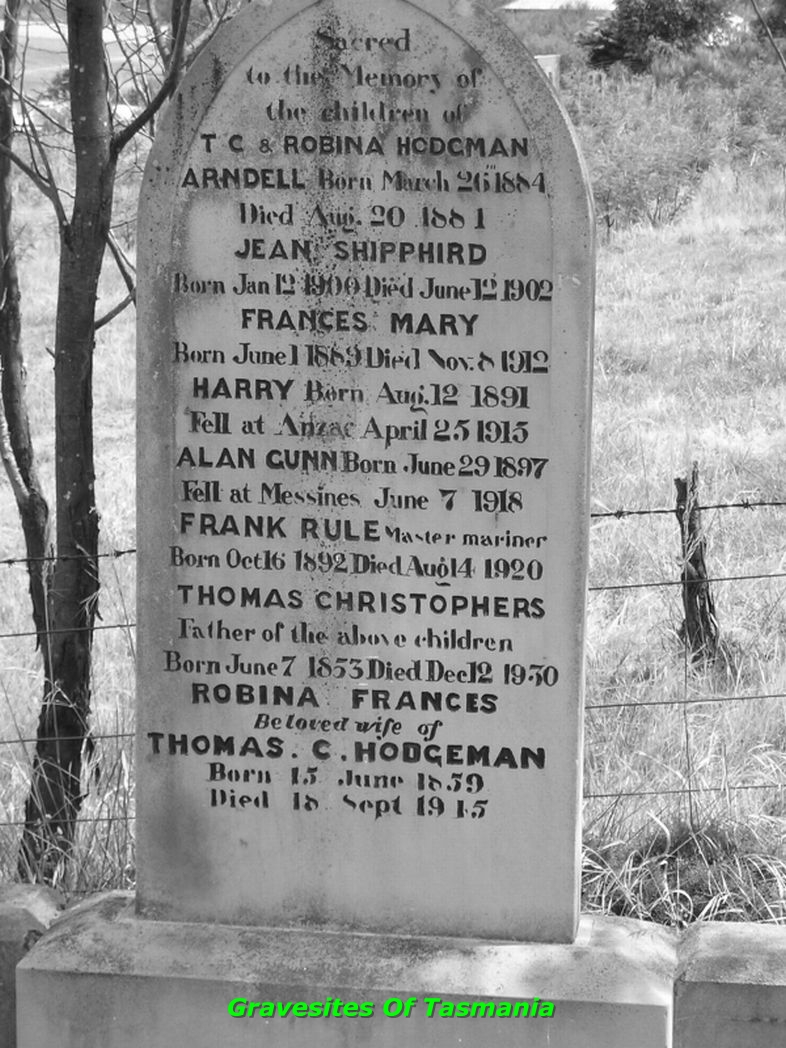 Sacred
to the Memory of
the children of
T C & ROBINA HODGMAN
ARNDELL Born March 26th 1884
Died Aug. 20 1884
JEAN SHIPPHIRD
Born Jan 12 1900 Died June 12 1902
FRANCES MARY
Born June 1 1889 Died Nov. 8 1912
HARRY Born Aug. 12 1891
Fell at Anzac April 25 1915
ALAN GUNN Born June 29 1897
Fell at Messines June 7 1918
FRANK RULE Master mariner
Born Oct 16 1892 Died Aug 14 1920
THOMAS CHRISTOPHERS
Father of the above children
Born June 7 1853 Died Dec 12 1930
ROBINA FRANCES
Beloved wife of
THOMAS. C. HODGEMAN
Born 15 June 1859
Died 18 Sept 1945
Gravesites Of Tasmania